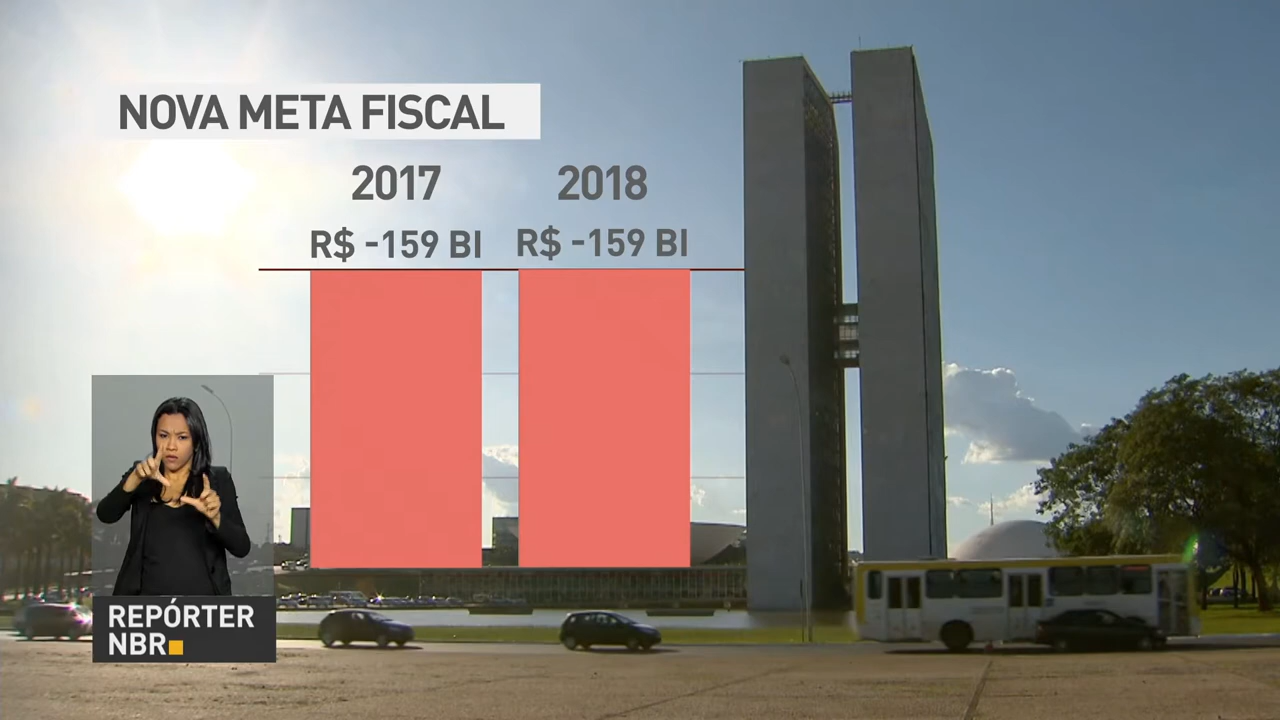 NOVA META FISCAL
2017
2018
R$ -159 BI
R$ -159 BI
REPÓRTER
NBR